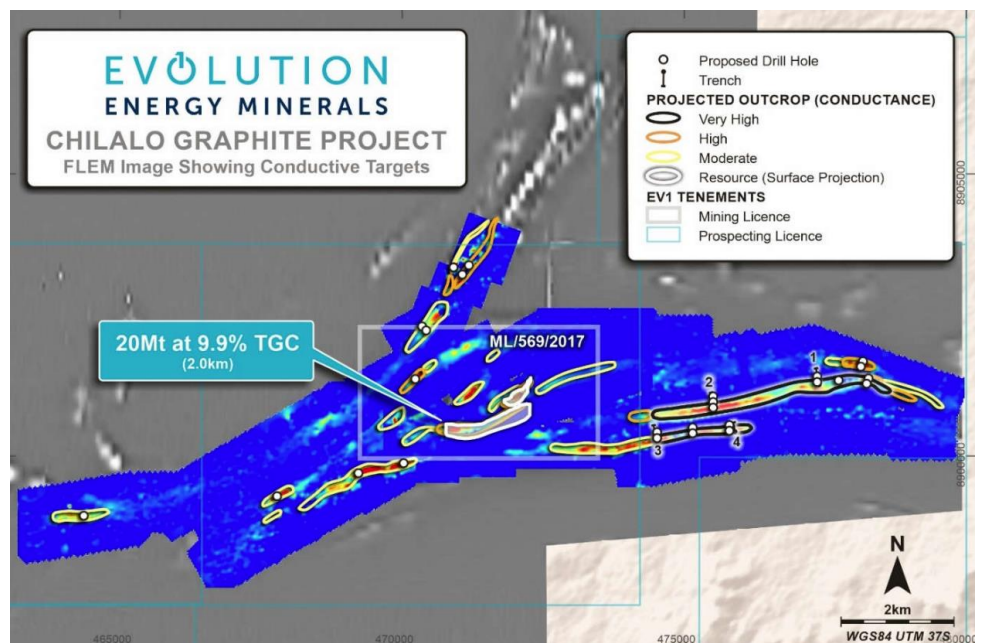 EVOLUTION
ENERGY MINERALS
CHILALO GRAPHITE PROJECT
FLEM Image Showing Conductive Targets
Proposed Drill Hole
Trench
PROJECTED OUTCROP (CONDUCTANCE)
Very High
High
Moderate
Resource (Surface Projection)
EV1 TENEMENTS
Mining Licence
Prospecting Licence
8905000
20Mt at 9.9% TGC
(2.0km)
ML/569/2017
1
2
3
4
8900000
N
2km
WGS84 UTM 37S
465000
470000
475000